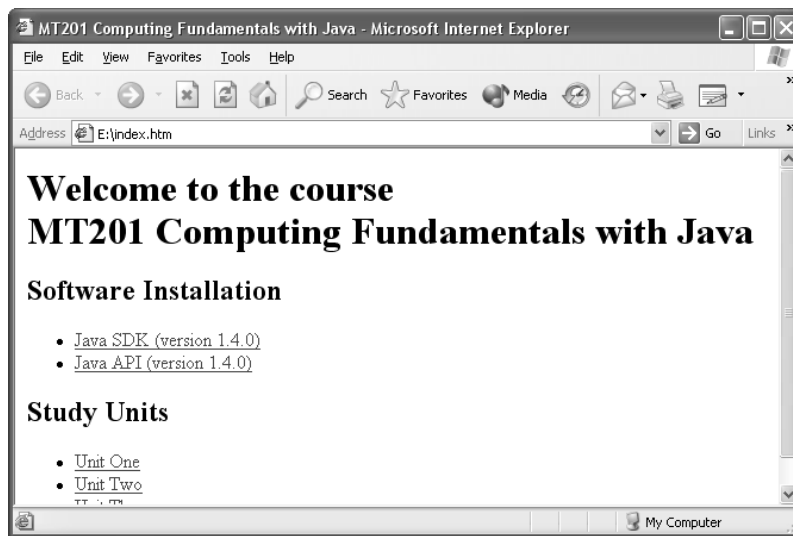 MT201 Computing Fundamentals with Java - Microsoft Internet Explorer
File Edit View Favorites Tools Help
Back Search Favorites Media
Address E:\index.htm Go Links
Welcome to the course
MT201 Computing Fundamentals with Java
Software Installation
Java SDK (version 1.4.0)
Java API (version 1.4.0)
Study Units
Unit One
Unit Two
My Computer